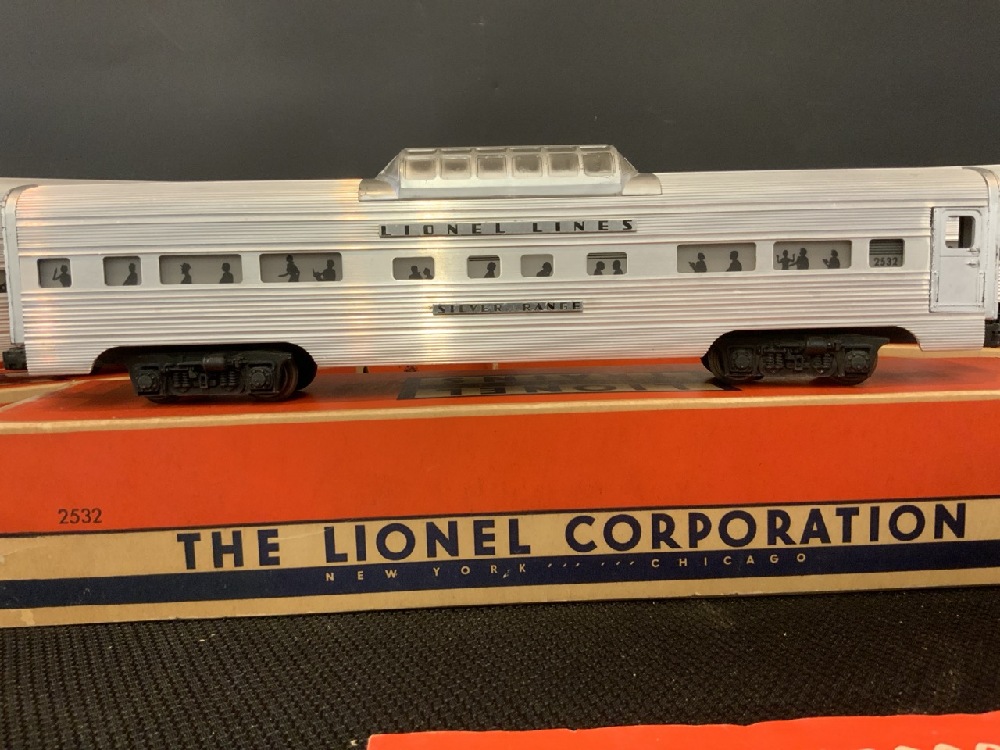 LIONEL LINES
2532
SILVER RANGE
2532
THE LIONEL CORPORATION
NEW YORK CHICAGO